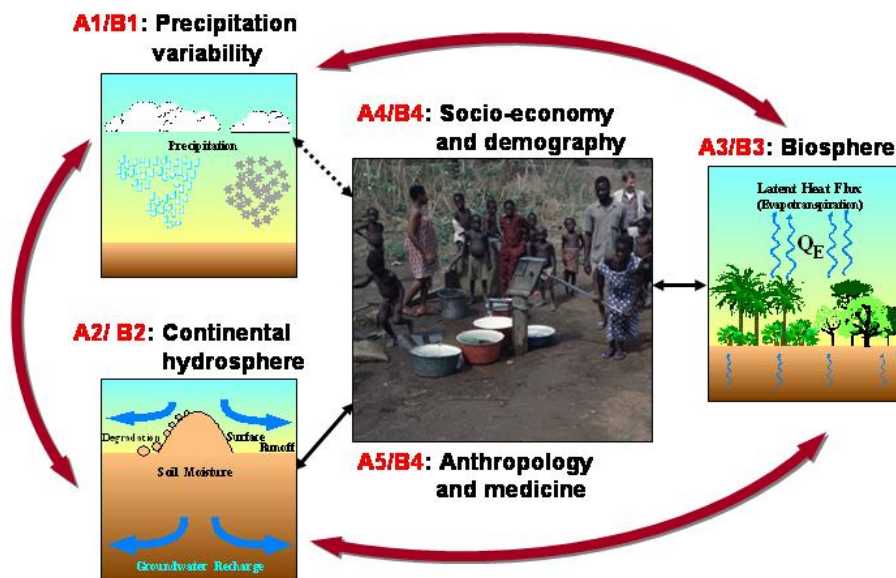 A1/B1: Precipitation
variability
Precipitation
A4/B4: Socio-economy
and demography
A3/B3: Biosphere
Latent Heat Flux
(Evapotranspiration)
QE
A2/ B2: Continental
hydrosphere
Degradation
Surface
Runoff
Soil Moisture
Groundwater Recharge
A5/B4: Anthropology
and medicine